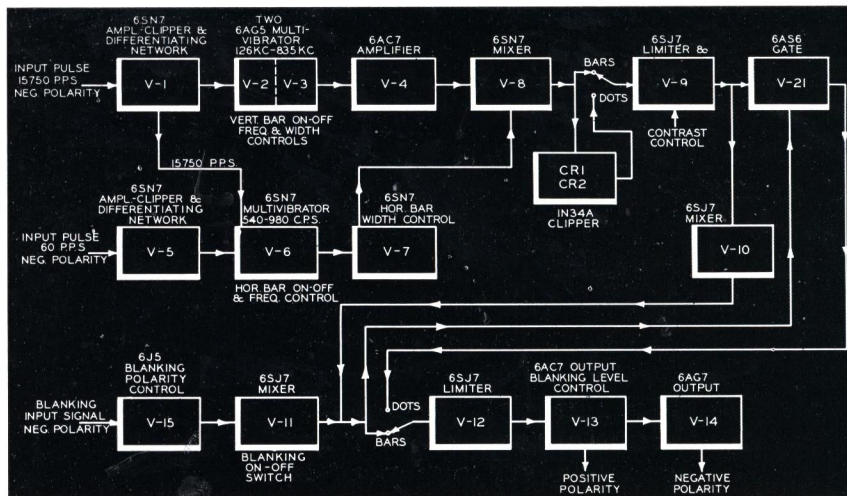 6SN7
AMPL.-CLIPPER &
DIFFERENTIATING
NETWORK
INPUT PULSE
15750 PPS
NEG. POLARITY
V-1
TWO
6AG5 MULTI-
VIBRATOR
126KC-835KC
V-2
V-3
VERT. BAR ON-OFF
FREQ & WIDTH
CONTROLS
6AC7
AMPLIFIER
V-4
6SN7
MIXER
V-8
BARS
DOTS
6SJ7
LIMITER &
V-9
CONTRAST
CONTROL
6AS6
GATE
V-21
CR1
CR2
IN34A
CLIPPER
15750 P.P.S.
6SN7
AMPL-CLIPPER &
DIFFERENTIATING
NETWORK
INPUT PULSE
60 P.P.S
NEG. POLARITY
V-5
6SN7
MULTIVIBRATOR
540-980 C.P.S.
V-6
HOR. BAR ON-OFF
& FREQ. CONTROL
6SN7
HOR. BAR
WIDTH CONTROL
V-7
6SJ7
MIXER
V-10
6J5
BLANKING
POLARITY
CONTROL
BLANKING
INPUT SIGNAL
NEG. POLARITY
V-15
6SJ7
MIXER
V-11
BLANKING
ON-OFF
SWITCH
DOTS
BARS
6SJ7
LIMITER
V-12
6AC7 OUTPUT
BLANKING LEVEL
CONTROL
V-13
POSITIVE
POLARITY
6AG7
OUTPUT
V-14
NEGATIVE
POLARITY